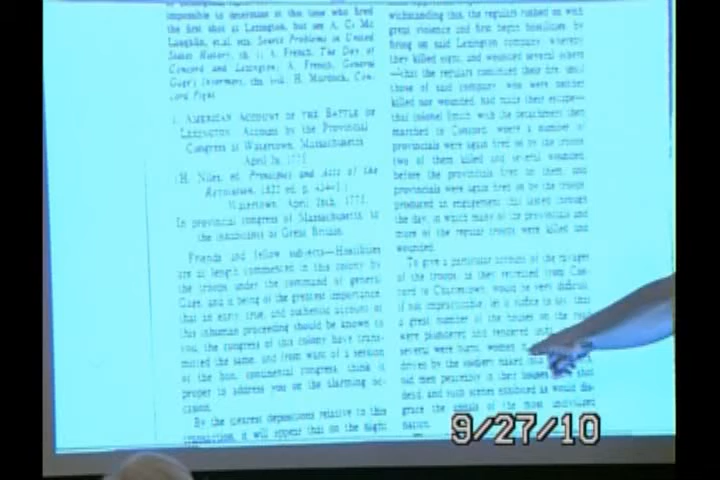 impossible to determine at this time who fired
the first shot at Lexington, but see A. C. Mc
Laughlin, et al. eds. Source Problems in United
States History, ch. 1; A. French, The Day of
Concord and Lexington; A. French, General
Gage's Informers; H. Murdock, Con-
cord Fight
1. AMERICAN ACCOUNT OF THE BATTLE OF
LEXINGTON Account by the Provincial
Congress at Watertown, Massachusetts
April 26, 1775
(H. Niles, ed. Principles and Acts of the
Revolution, 1822 ed. p.
Watertown, April 26th, 1775.
In provincial congress of Massachusetts, to
the inhabitants of Great Britain.
Friends and fellow subjects—Hostilities
are at length commenced in this colony by
the troops under the command of general
Gage, and it being of the greatest importance,
that an early, true, and authentic account of
this inhuman proceeding should be known to
you, the congress of this colony have trans-
mitted the same, and from want of a session
of the hon. continental congress, think it
proper to address you on the alarming oc-
casion.
By the clearest depositions relative to this
transaction, it will appear that on the night
withstanding this, the regulars rushed on with
great violence and first began hostilities, by
firing on said Lexington company, whereby
they killed eight, and wounded several others
—that the regulars continued their fire, until
those of said company, who were neither
killed nor wounded, had made their escape—
that colonel Smith, with the detachment then
marched to Concord, where a number of
provincials were again fired on by the troops,
two of them killed and several wounded,
before the provincials fired on them, and
provincials were again fired on by the troops,
produced an engagement that lasted through
the day, in which many of the provincials and
more of the regular troops were killed and
wounded.
To give a particular account of the ravages
of the troops, as they retreated from Con-
cord to Charlestown, would be very difficult,
if not impracticable; let it suffice to say, that
a great number of the houses on the road
were plundered and rendered
several were burnt, women
driven by the soldiery naked into
old men peaceably in their houses were shot
dead, and such scenes exhibited as would dis-
grace the annals of the most uncivilized
nation.
9/27/10